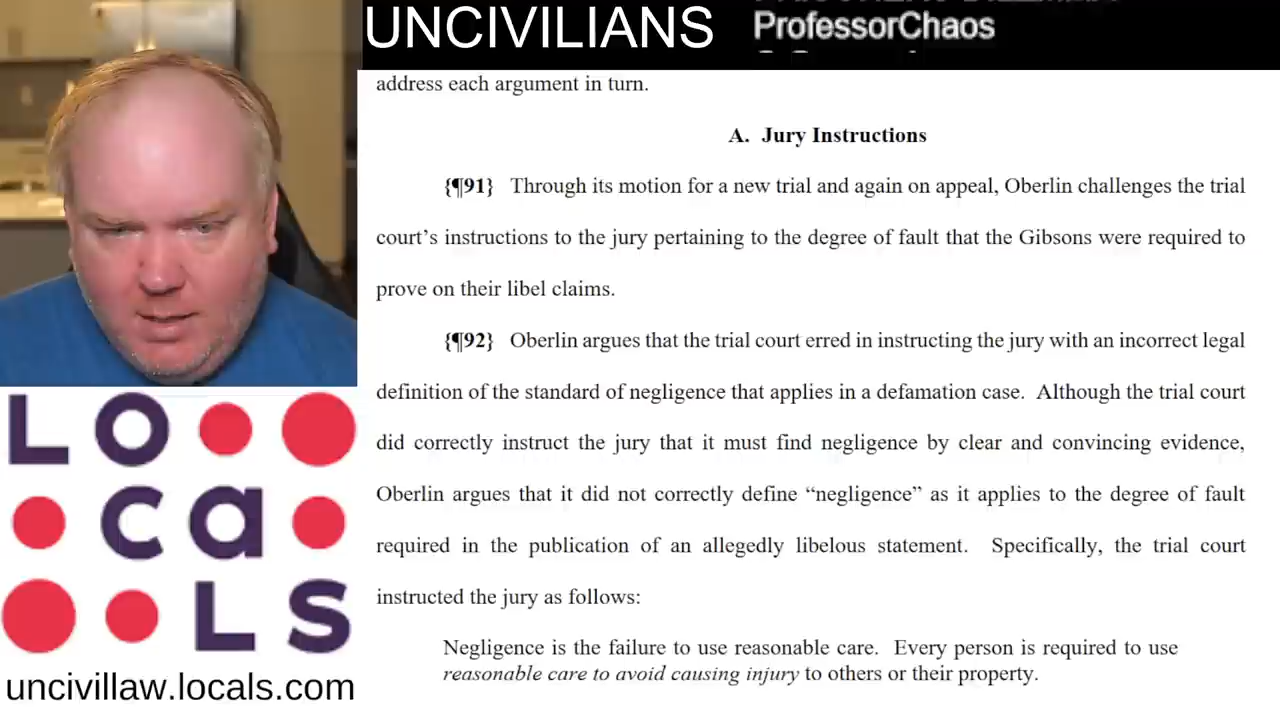 UNCIVILIANS
ProfessorChaos
address each argument in turn.
A. Jury Instructions
{¶91} Through its motion for a new trial and again on appeal, Oberlin challenges the trial
court’s instructions to the jury pertaining to the degree of fault that the Gibsons were required to
prove on their libel claims.
{¶92} Oberlin argues that the trial court erred in instructing the jury with an incorrect legal
definition of the standard of negligence that applies in a defamation case. Although the trial court
did correctly instruct the jury that it must find negligence by clear and convincing evidence,
Oberlin argues that it did not correctly define “negligence” as it applies to the degree of fault
required in the publication of an allegedly libelous statement. Specifically, the trial court
instructed the jury as follows:
Negligence is the failure to use reasonable care. Every person is required to use
reasonable care to avoid causing injury to others or their property.
LO
ca
LS
uncivillaw.locals.com